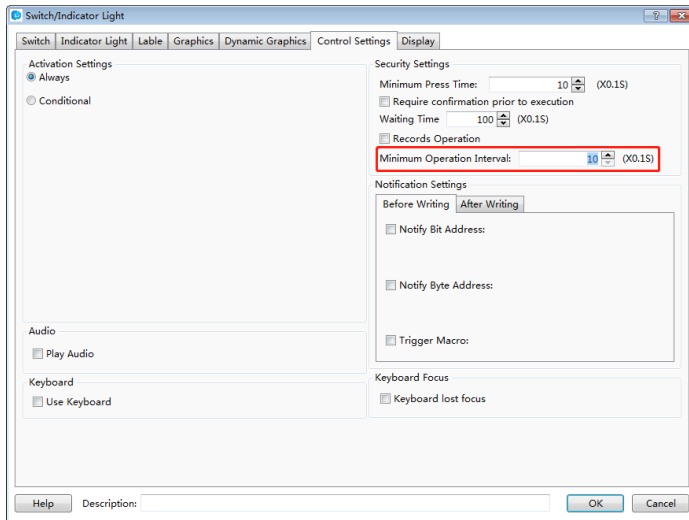 Switch/Indicator Light
Switch Indicator Light Lable Graphics Dynamic Graphics Control Settings Display
Activation Settings
Always
Conditional
Audio
Play Audio
Keyboard
Use Keyboard
Security Settings
Minimum Press Time: 10 (X0.1S)
Require confirmation prior to execution
Waiting Time 100 (X0.1S)
Records Operation
Minimum Operation Interval: 10 (X0.1S)
Notification Settings
Before Writing After Writing
Notify Bit Address:
Notify Byte Address:
Trigger Macro:
Keyboard Focus
Keyboard lost focus
Help Description: OK Cancel